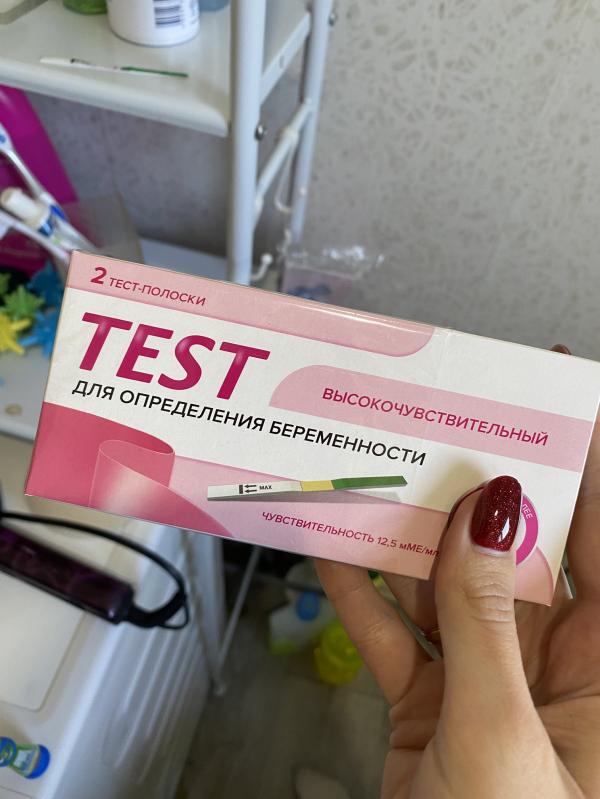 2 ТЕСТ-ПОЛОСКИ
TEST
ВЫСОКОЧУВСТВИТЕЛЬНЫЙ
ДЛЯ ОПРЕДЕЛЕНИЯ БЕРЕМЕННОСТИ
MAX
ЧУВСТВИТЕЛЬНОСТЬ 12,5 мМЕ/мл